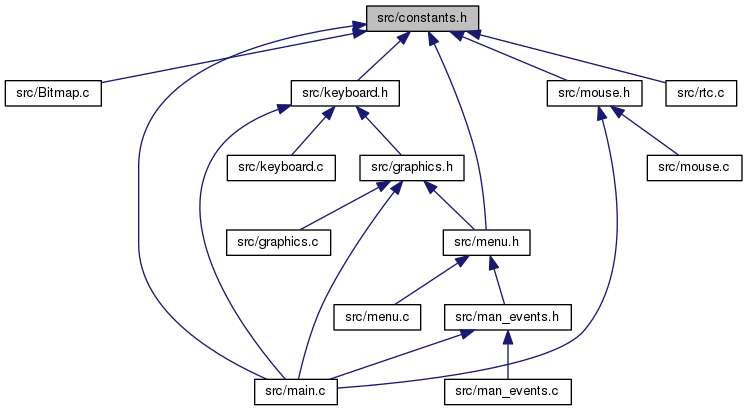 src/constants.h
src/Bitmap.c
src/keyboard.h
src/mouse.h
src/rtc.c
src/keyboard.c
src/graphics.h
src/mouse.c
src/graphics.c
src/menu.h
src/menu.c
src/man_events.h
src/main.c
src/man_events.c